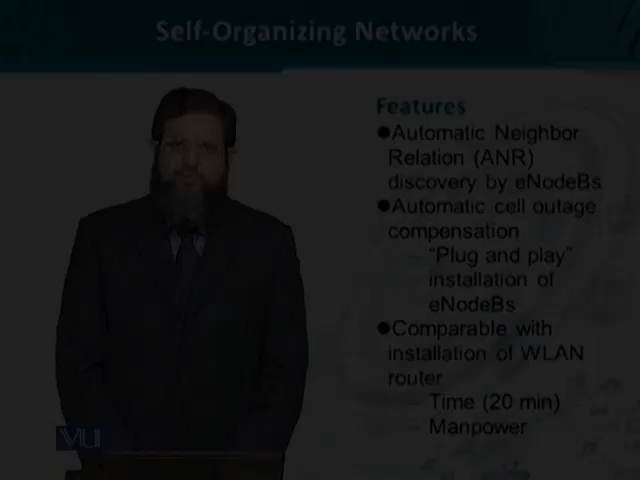 Self-Organizing Networks
Features
●Automatic Neighbor
Relation (ANR)
discovery by eNodeBs
●Automatic cell outage
compensation
"Plug and play"
installation of
eNodeBs
●Comparable with
installation of WLAN
router
– Time (20 min)
– Manpower
VU